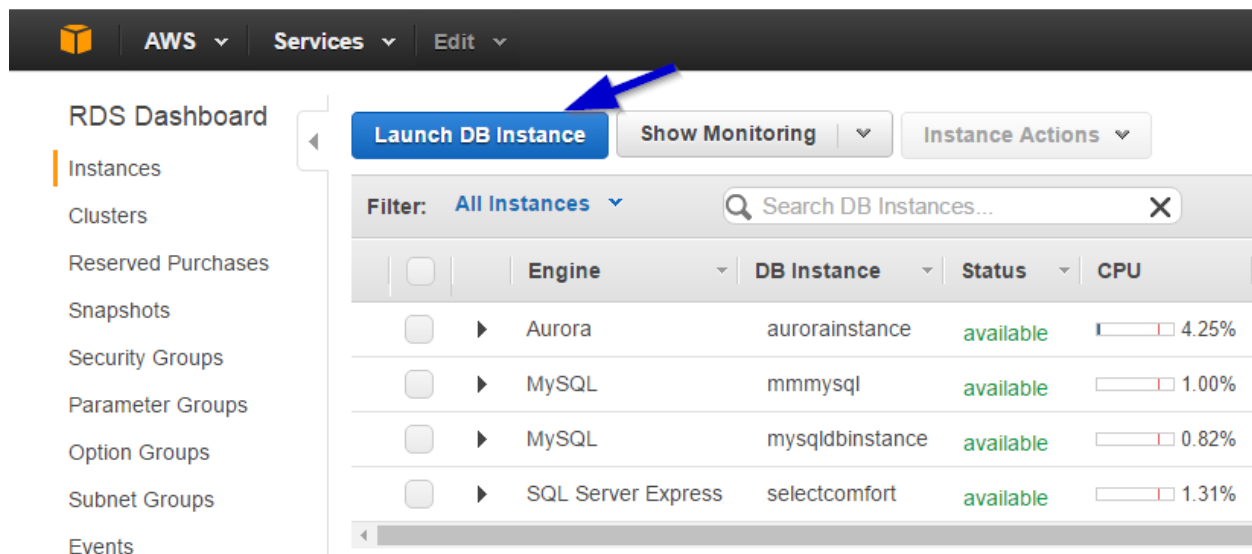 AWS Services Edit
RDS Dashboard
Instances
Clusters
Reserved Purchases
Snapshots
Security Groups
Parameter Groups
Option Groups
Subnet Groups
Events
Launch DB Instance Show Monitoring Instance Actions
Filter: All Instances Search DB Instances...
Engine DB Instance Status CPU
Aurora aurorainstance available 4.25%
MySQL mmmysql available 1.00%
MySQL mysqldbinstance available 0.82%
SQL Server Express selectcomfort available 1.31%